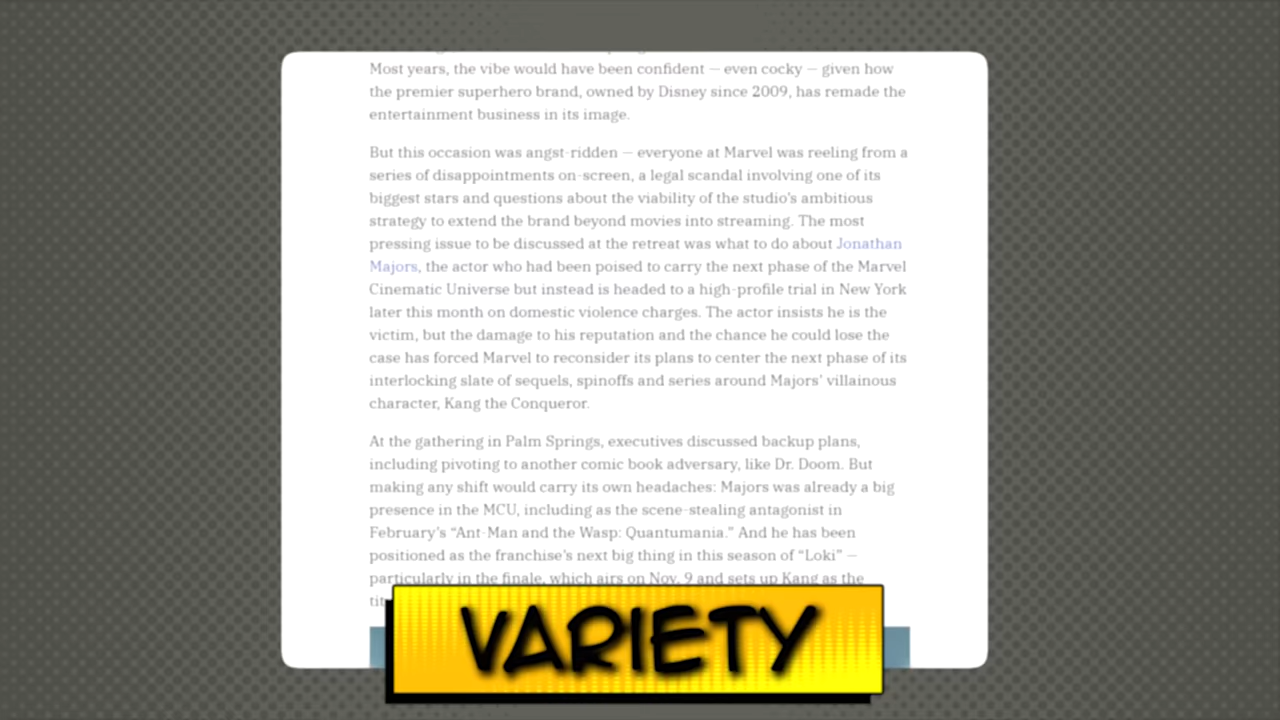 Most years, the vibe would have been confident — even cocky — given how
the premier superhero brand, owned by Disney since 2009, has remade the
entertainment business in its image.
But this occasion was angst-ridden — everyone at Marvel was reeling from a
series of disappointments on-screen, a legal scandal involving one of its
biggest stars and questions about the viability of the studio's ambitious
strategy to extend the brand beyond movies into streaming. The most
pressing issue to be discussed at the retreat was what to do about Jonathan
Majors, the actor who had been poised to carry the next phase of the Marvel
Cinematic Universe but instead is headed to a high-profile trial in New York
later this month on domestic violence charges. The actor insists he is the
victim, but the damage to his reputation and the chance he could lose the
case has forced Marvel to reconsider its plans to center the next phase of its
interlocking slate of sequels, spinoffs and series around Majors' villainous
character, Kang the Conqueror.
At the gathering in Palm Springs, executives discussed backup plans,
including pivoting to another comic book adversary, like Dr. Doom. But
making any shift would carry its own headaches: Majors was already a big
presence in the MCU, including as the scene-stealing antagonist in
February's “Ant-Man and the Wasp: Quantumania.” And he has been
positioned as the franchise's next big thing in this season of “Loki” —
particularly in the finale, which airs on Nov. 9 and sets up Kang as the
VARIETY